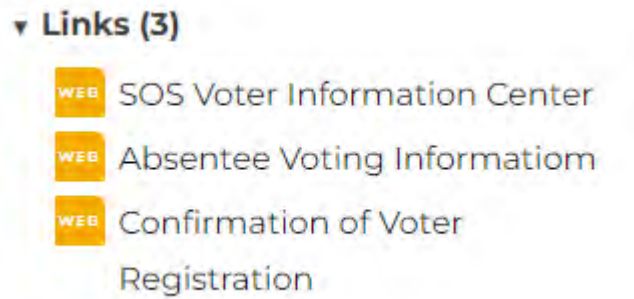 ▾ Links (3)
WEB SOS Voter Information Center
WEB Absentee Voting Informatiom
WEB Confirmation of Voter
Registration